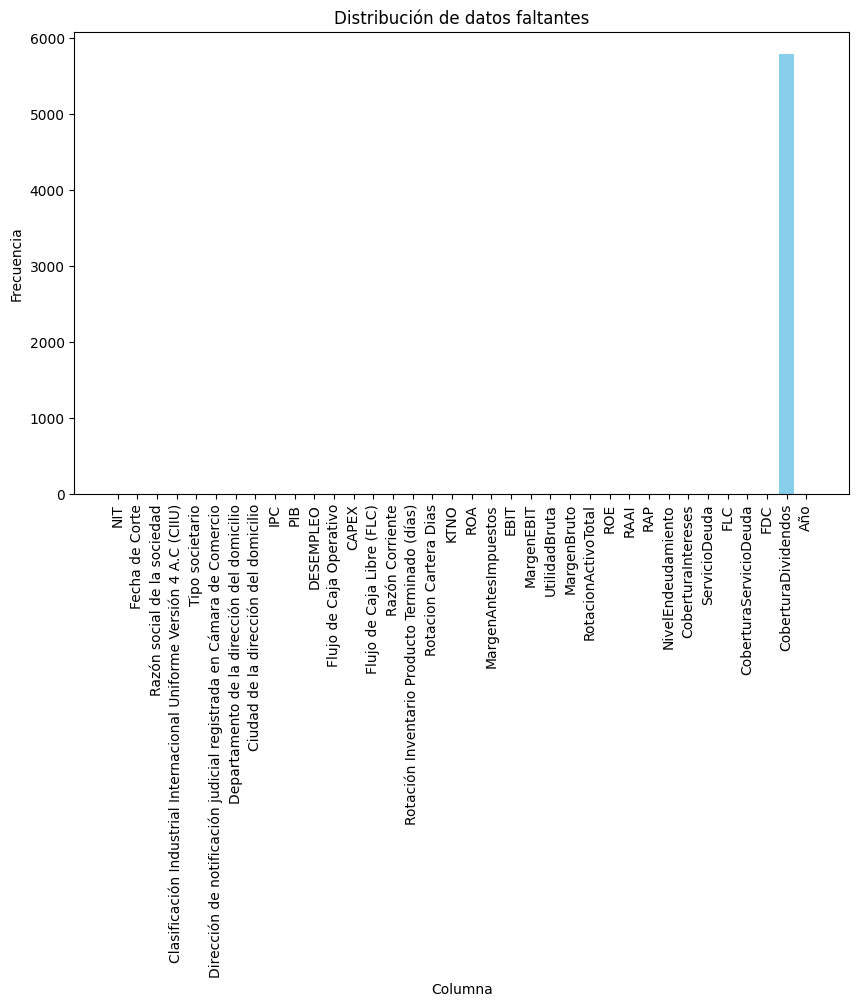 Distribución de datos faltantes
6000
5000
4000
3000
2000
1000
0
Frecuencia
NIT
Fecha de Corte
Razón social de la sociedad
Clasificación Industrial Internacional Uniforme Versión 4 A.C (CIIU)
Tipo societario
Dirección de notificación judicial registrada en Cámara de Comercio
Departamento de la dirección del domicilio
Ciudad de la dirección del domicilio
IPC
PIB
DESEMPLEO
Flujo de Caja Operativo
CAPEX
Flujo de Caja Libre (FLC)
Razón Corriente
Rotación Inventario Producto Terminado (días)
Rotacion Cartera Dias
KTNO
ROA
MargenAntesImpuestos
EBIT
MargenEBIT
UtilidadBruta
MargenBruto
RotacionActivoTotal
ROE
RAAI
RAP
NivelEndeudamiento
CoberturaIntereses
ServicioDeuda
FLC
CoberturaServicioDeuda
FDC
CoberturaDividendos
Año
Columna